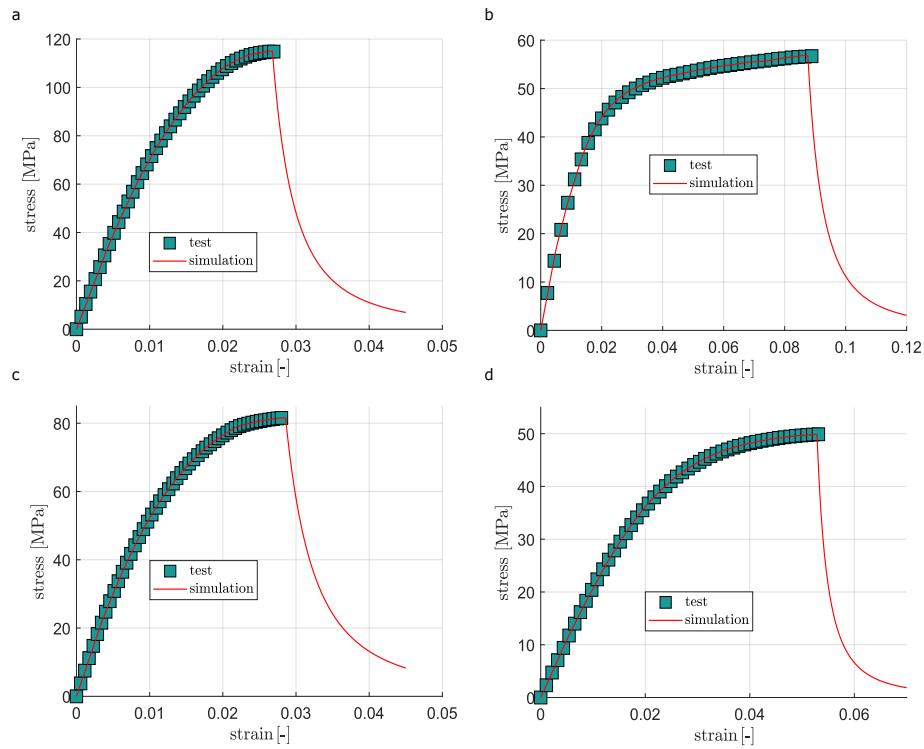 a
120
100
80
60
40
20
0
stress [MPa]
test
simulation
0 0.01 0.02 0.03 0.04 0.05
strain [-]
b
60
50
40
30
20
10
0
stress [MPa]
test
simulation
0 0.02 0.04 0.06 0.08 0.1 0.12
strain [-]
c
80
60
40
20
0
stress [MPa]
test
simulation
0 0.01 0.02 0.03 0.04 0.05
strain [-]
d
50
40
30
20
10
0
stress [MPa]
test
simulation
0 0.02 0.04 0.06
strain [-]